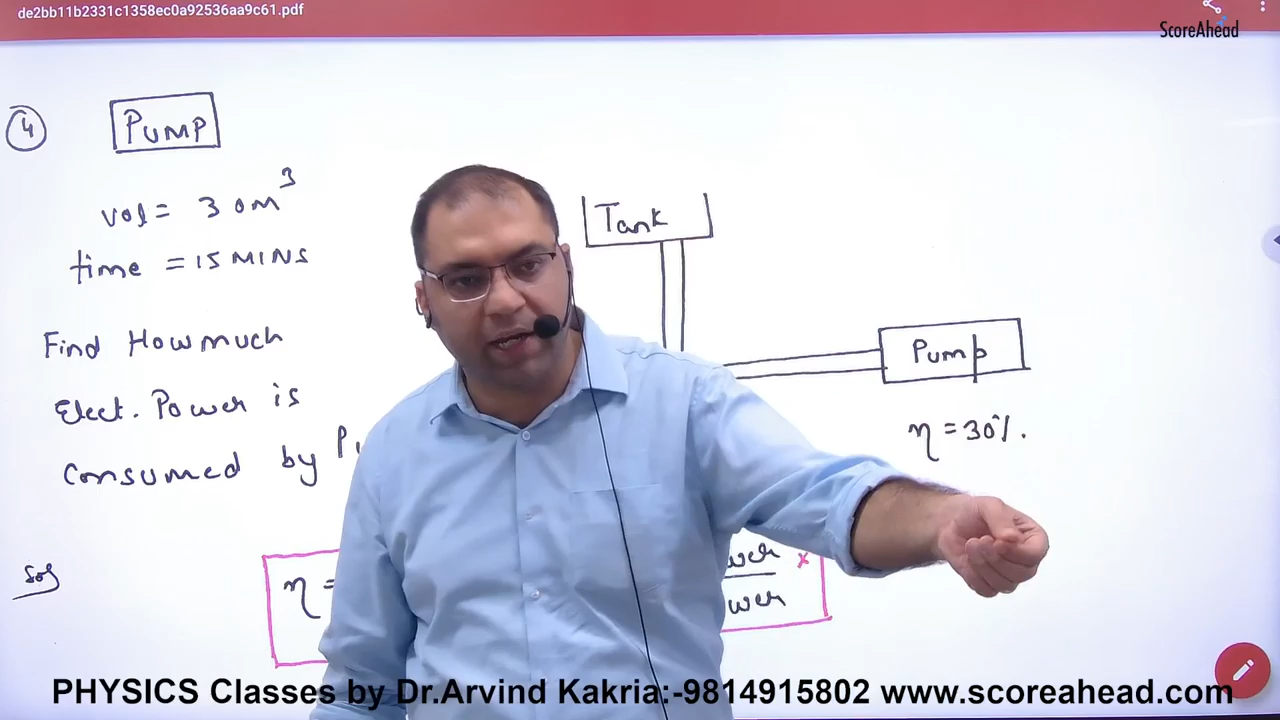 de2bb11b2331c1358ec0a92536aa9c61.pdf
ScoreAhead
4
PUMP
vol = 30m³
time = 15 MINS
Find How much
Elect. Power is
Consumed by
Tank
Pump
η = 30%.
Sol
η =
PHYSICS Classes by Dr.Arvind Kakria:-9814915802 www.scoreahead.com